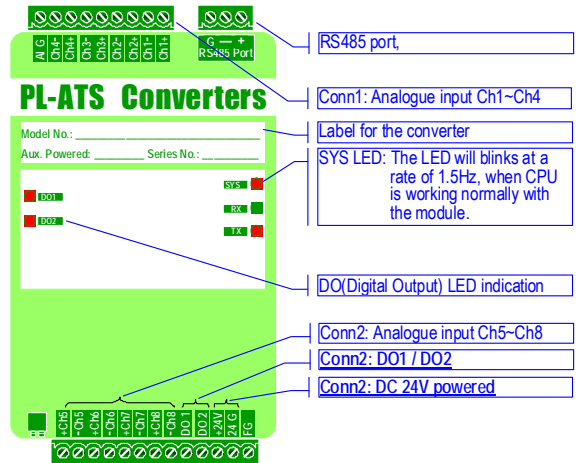 AI G
Ch4-
Ch4+
Ch3-
Ch3+
Ch2-
Ch2+
Ch1-
Ch1+
G — +
RS485 Port
RS485 port,
PL-ATS Converters
Conn1: Analogue input Ch1~Ch4
Model No.:
Label for the converter
Aux. Powered: Series No.:
SYS LED: The LED will blinks at a
rate of 1.5Hz, when CPU
is working normally with
the module.
SYS
DO1
RX
DO2
TX
DO(Digital Output) LED indication
Conn2: Analogue input Ch5~Ch8
Conn2: DO1 / DO2
Conn2: DC 24V powered
+Ch5
-Ch5
+Ch6
-Ch6
+Ch7
-Ch7
+Ch8
-Ch8
DO 1
DO 2
+24V
24 G
FG